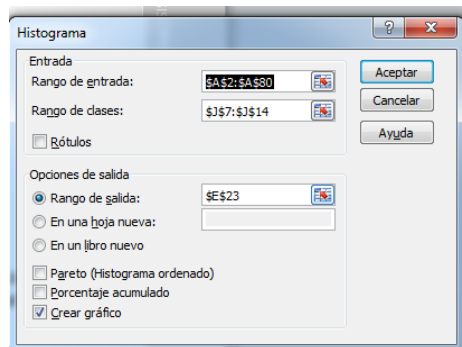 Histograma
Entrada
Rango de entrada: $A$2:$A$80
Rango de clases: $J$7:$J$14
Rótulos
Opciones de salida
Rango de salida: $E$23
En una hoja nueva:
En un libro nuevo
Pareto (Histograma ordenado)
Porcentaje acumulado
Crear gráfico
Aceptar
Cancelar
Ayuda